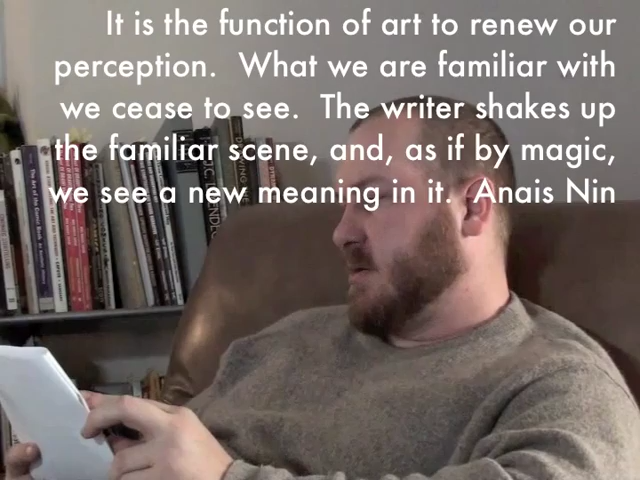 It is the function of art to renew our
perception.  What we are familiar with
we cease to see.  The writer shakes up
the familiar scene, and, as if by magic,
we see a new meaning in it.  Anais Nin